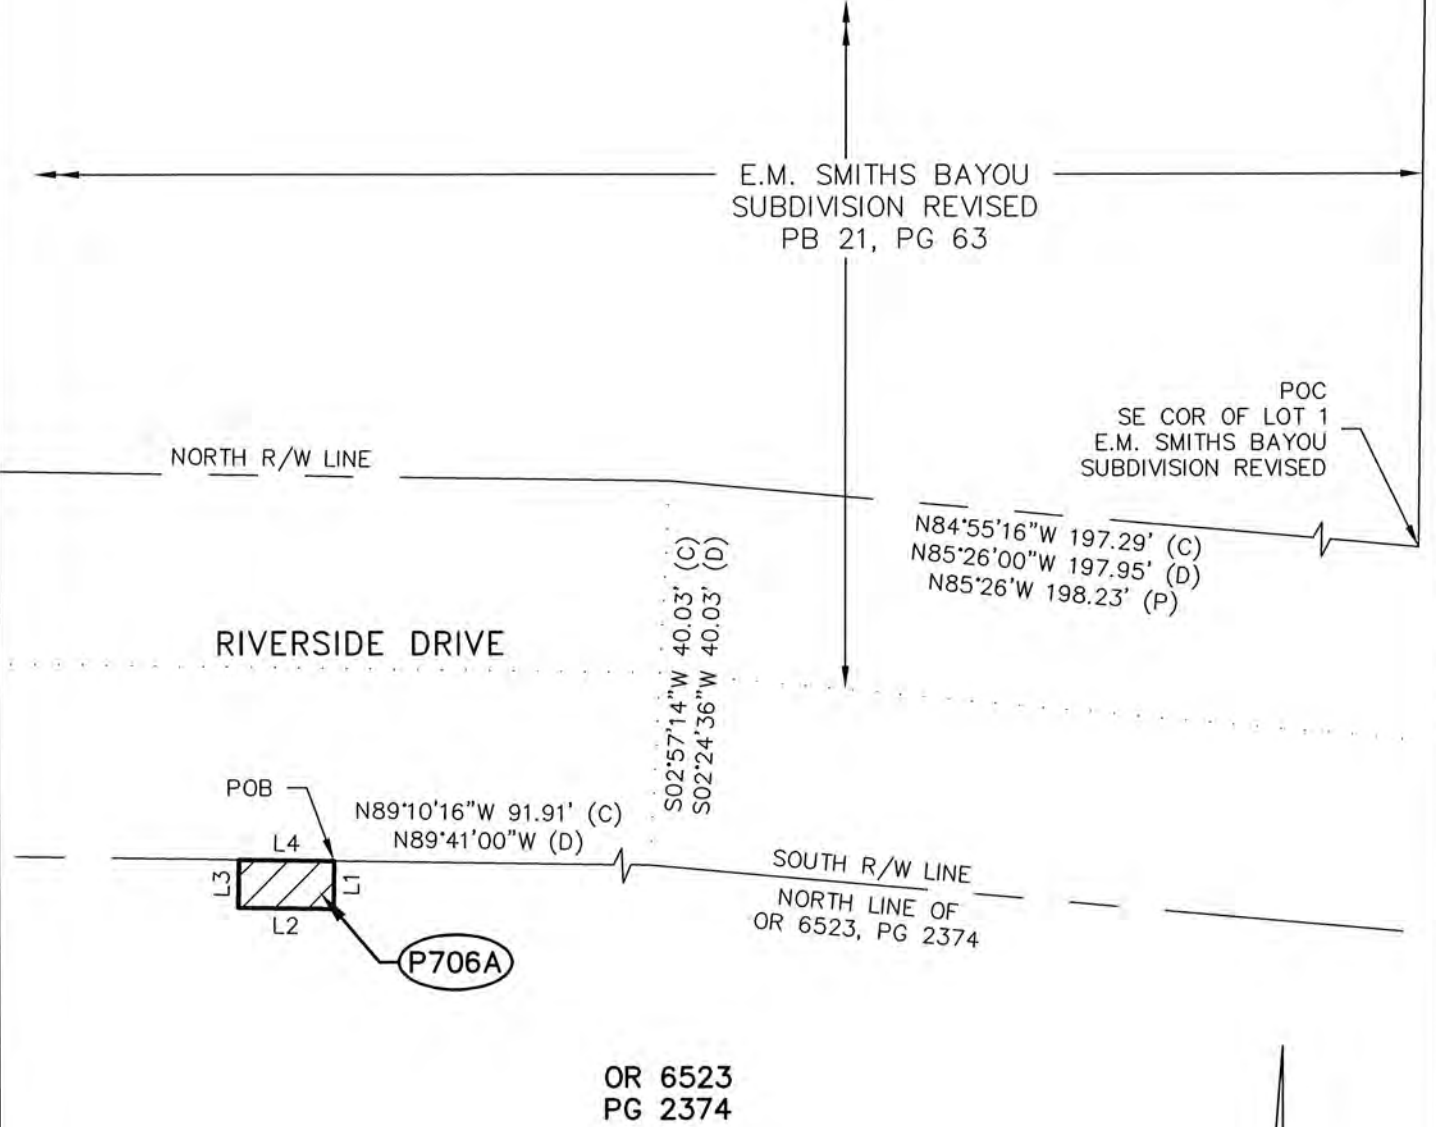 E.M. SMITHS BAYOU
SUBDIVISION REVISED
PB 21, PG 63
POC
SE COR OF LOT 1
E.M. SMITHS BAYOU
SUBDIVISION REVISED
NORTH R/W LINE
N84°55'16"W 197.29' (C)
N85°26'00"W 197.95' (D)
N85°26'W 198.23' (P)
S02°57'14"W 40.03' (C)
S02°24'36"W 40.03' (D)
RIVERSIDE DRIVE
POB
N89°10'16"W 91.91' (C)
N89°41'00"W (D)
L4
L3
L1
L2
SOUTH R/W LINE
NORTH LINE OF
OR 6523, PG 2374
P706A
OR 6523
PG 2374